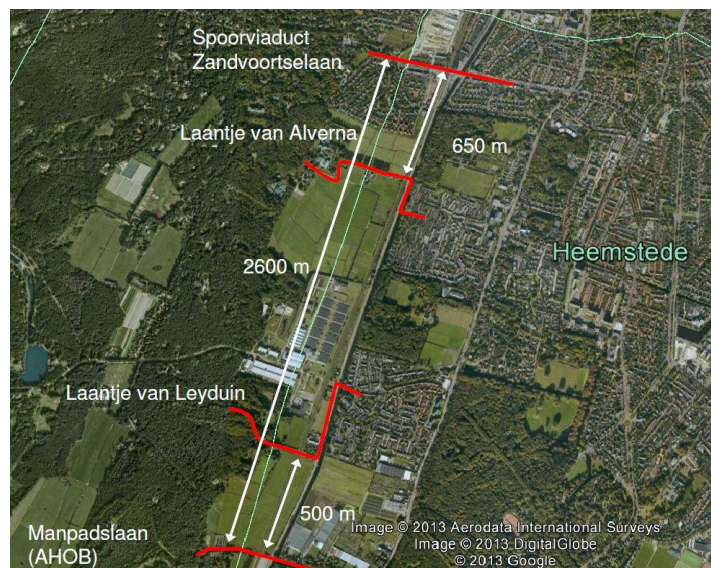 Spoorviaduct
Zandvoortselaan
Laantje van Alverna
650 m
Heemstede
2600 m
Laantje van Leyduin
500 m
Manpadslaan
(AHOB)
Image © 2013 Aerodata International Surveys
Image © 2013 DigitalGlobe
© 2013 Google